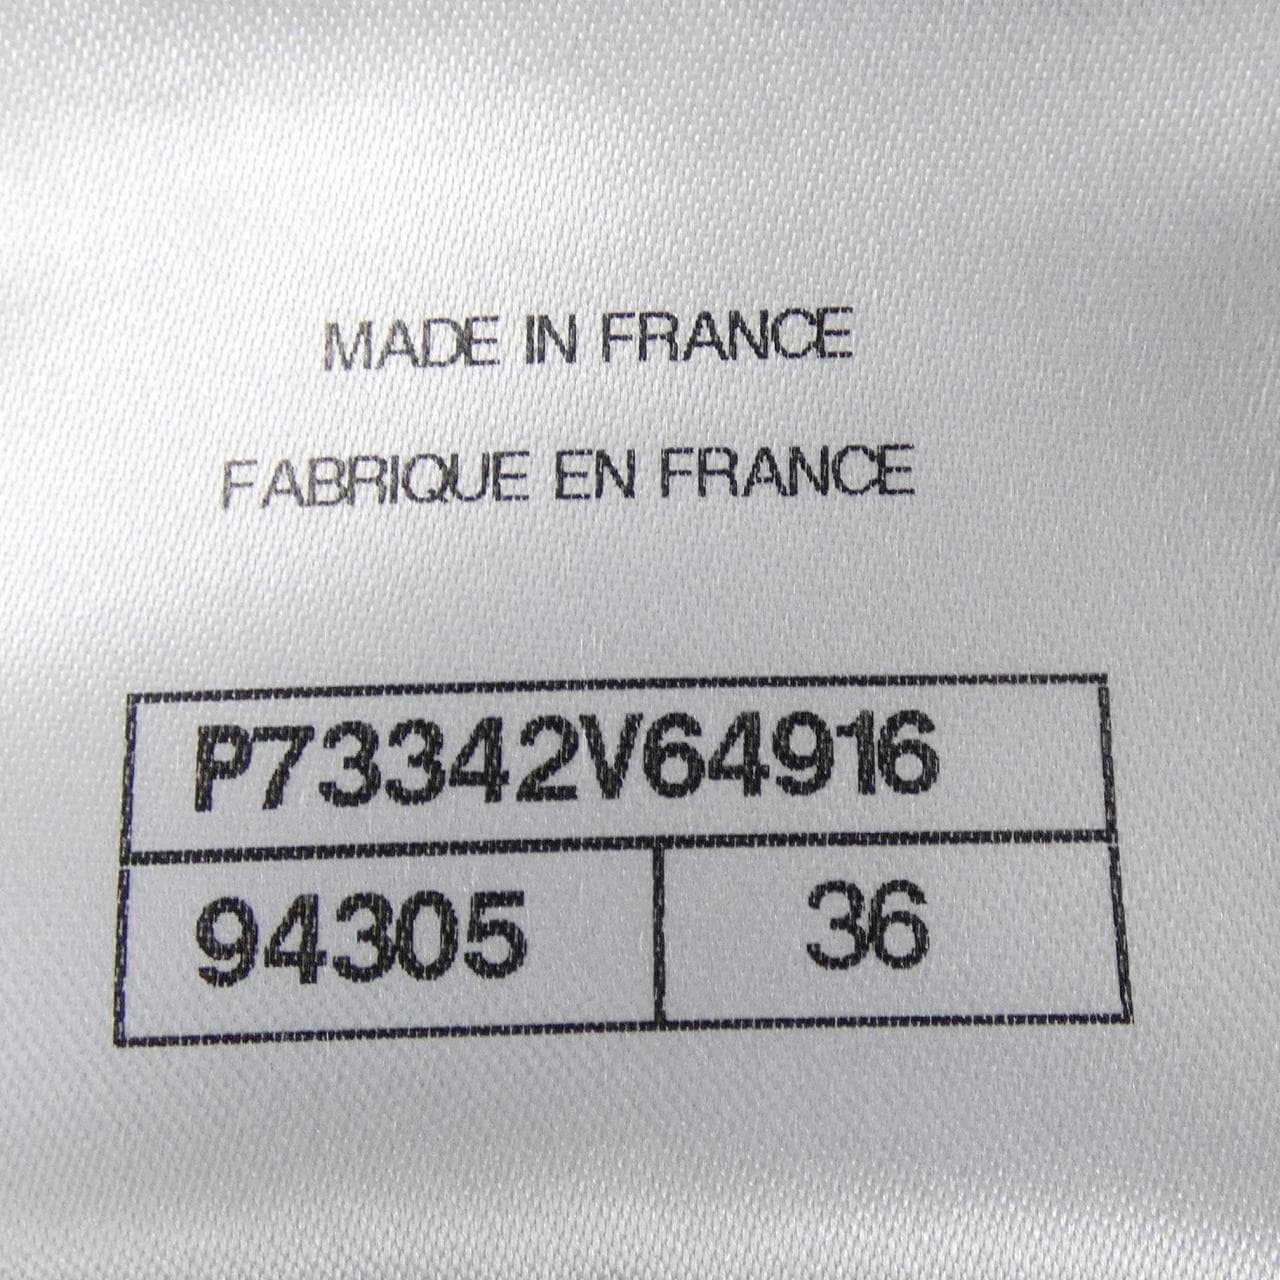 MADE IN FRANCE
FABRIQUE EN FRANCE
P73342V64916
94305 36